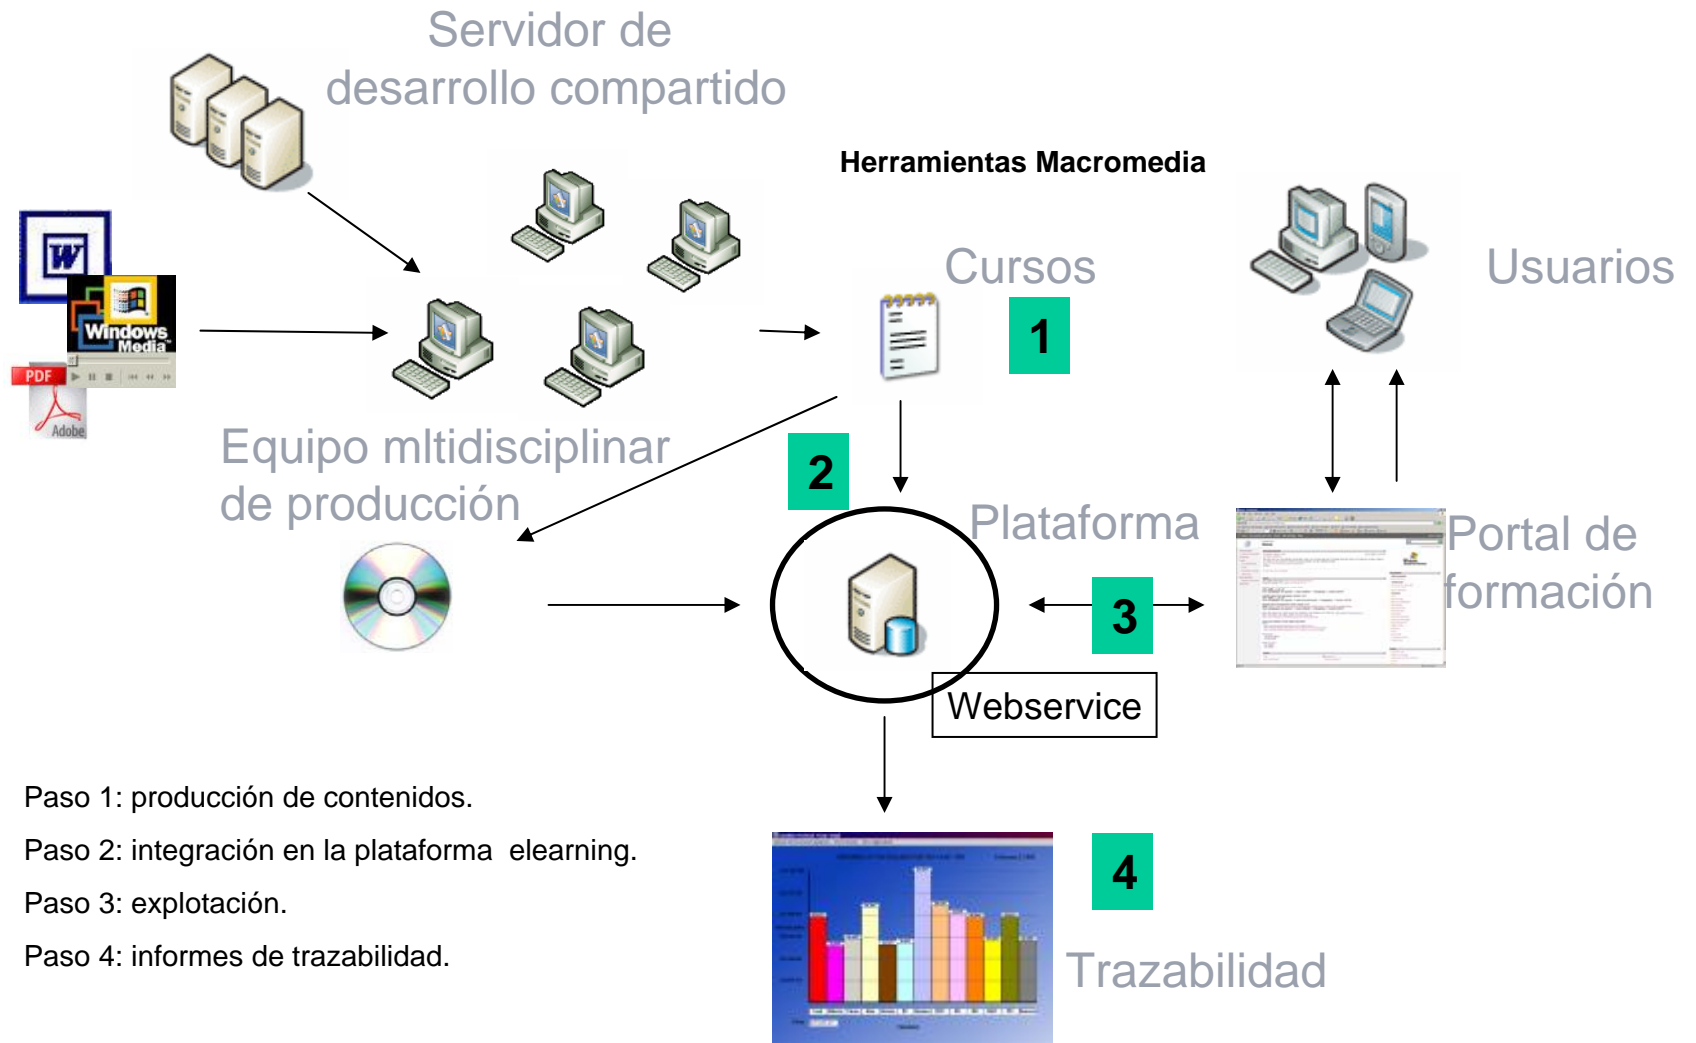 Servidor de
desarrollo compartido
Herramientas Macromedia
W
Windows
Media
PDF
Adobe
Cursos
1
Usuarios
Equipo mltidisciplinar
de producción
2
Plataforma
Portal de
formación
3
Webservice
Paso 1: producción de contenidos.
Paso 2: integración en la plataforma  elearning.
Paso 3: explotación.
Paso 4: informes de trazabilidad.
4
Trazabilidad